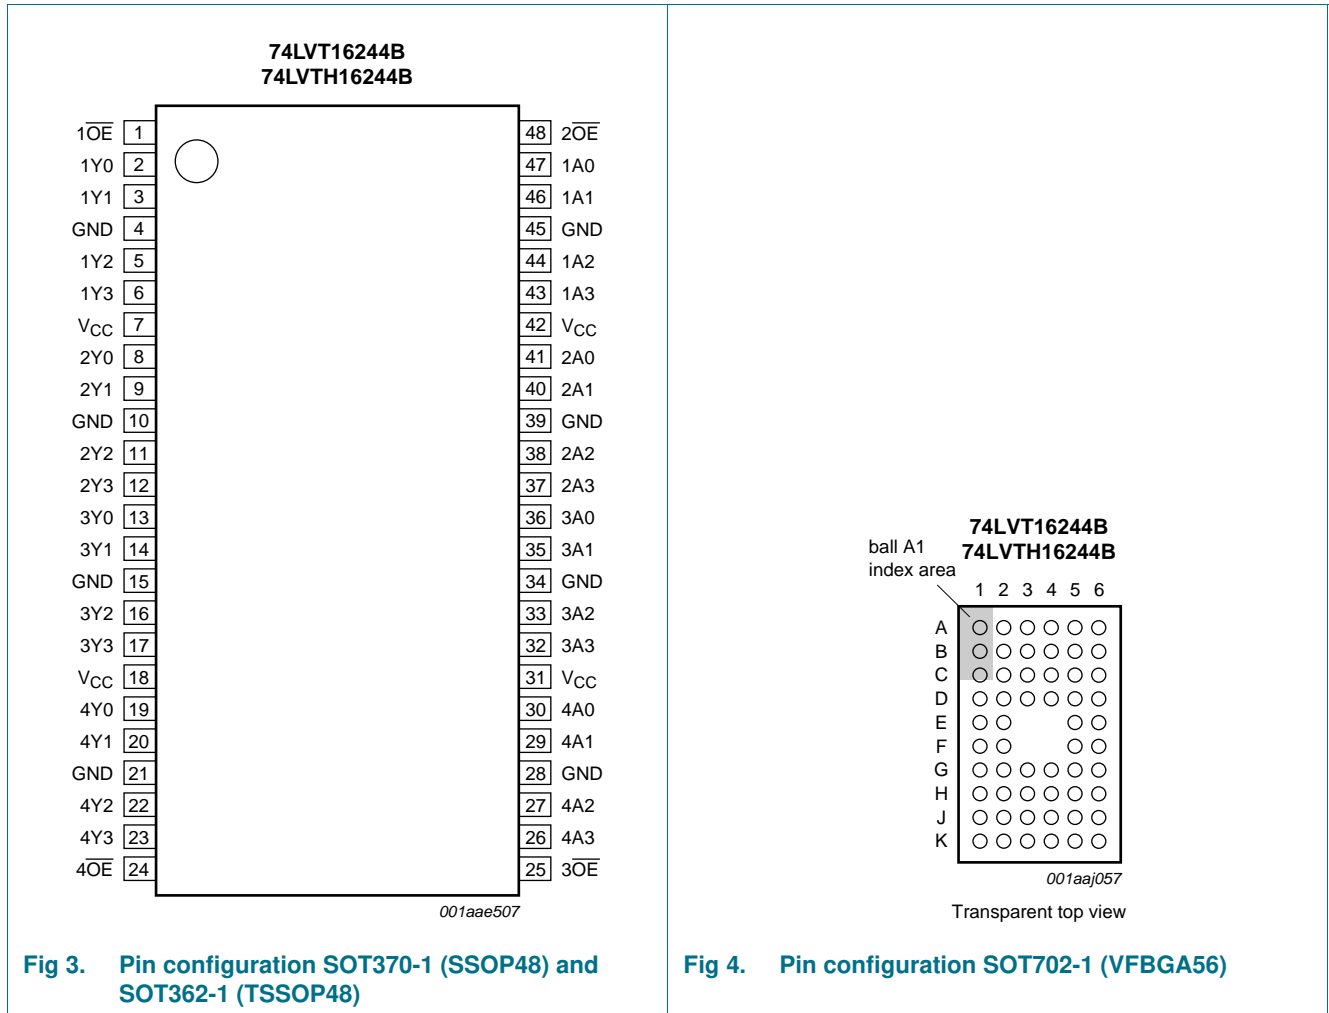 74LVT16244B
74LVTH16244B
1O̅E̅ 1 48 2O̅E̅
1Y0 2 47 1A0
1Y1 3 46 1A1
GND 4 45 GND
1Y2 5 44 1A2
1Y3 6 43 1A3
VCC 7 42 VCC
2Y0 8 41 2A0
2Y1 9 40 2A1
GND 10 39 GND
2Y2 11 38 2A2
2Y3 12 37 2A3
3Y0 13 36 3A0
3Y1 14 35 3A1
GND 15 34 GND
3Y2 16 33 3A2
3Y3 17 32 3A3
VCC 18 31 VCC
4Y0 19 30 4A0
4Y1 20 29 4A1
GND 21 28 GND
4Y2 22 27 4A2
4Y3 23 26 4A3
4O̅E̅ 24 25 3O̅E̅
001aae507
Fig 3. Pin configuration SOT370-1 (SSOP48) and
SOT362-1 (TSSOP48)
74LVT16244B
74LVTH16244B
ball A1
index area
1 2 3 4 5 6
A
B
C
D
E
F
G
H
J
K
001aaj057
Transparent top view
Fig 4. Pin configuration SOT702-1 (VFBGA56)